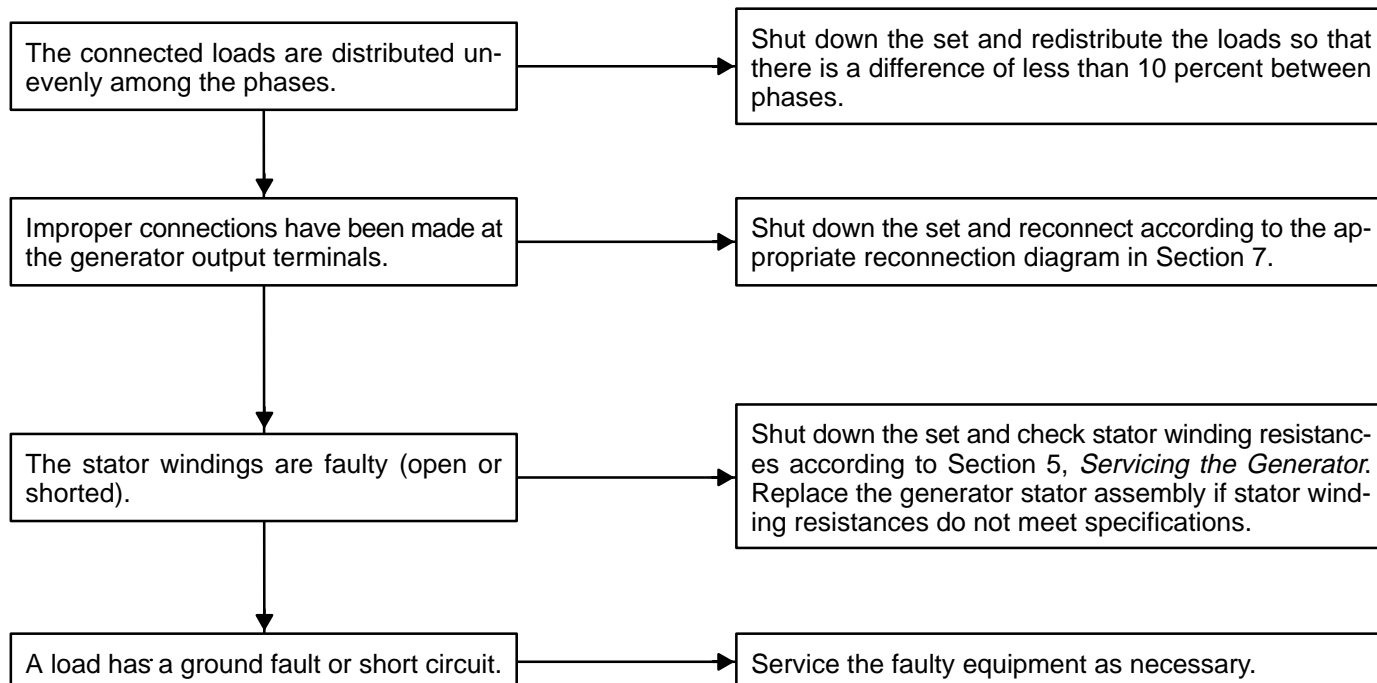 The connected loads are distributed un-
evenly among the phases.
Shut down the set and redistribute the loads so that
there is a difference of less than 10 percent between
phases.
Improper connections have been made at
the generator output terminals.
Shut down the set and reconnect according to the ap-
propriate reconnection diagram in Section 7.
The stator windings are faulty (open or
shorted).
Shut down the set and check stator winding resistanc-
es according to Section 5, Servicing the Generator.
Replace the generator stator assembly if stator wind-
ing resistances do not meet specifications.
A load has a ground fault or short circuit.
Service the faulty equipment as necessary.